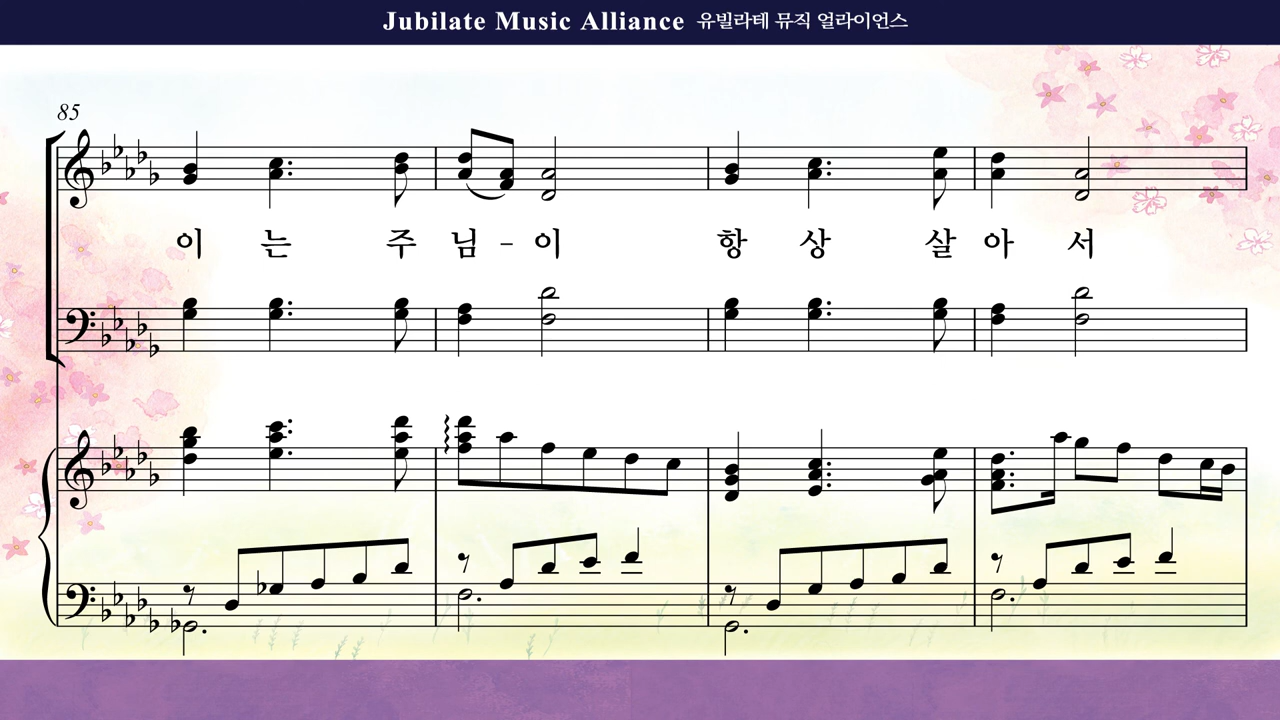 Jubilate Music Alliance 유빌라테 뮤직 얼라이언스
85
이 는 주 님 - 이 항 상 살 아 서